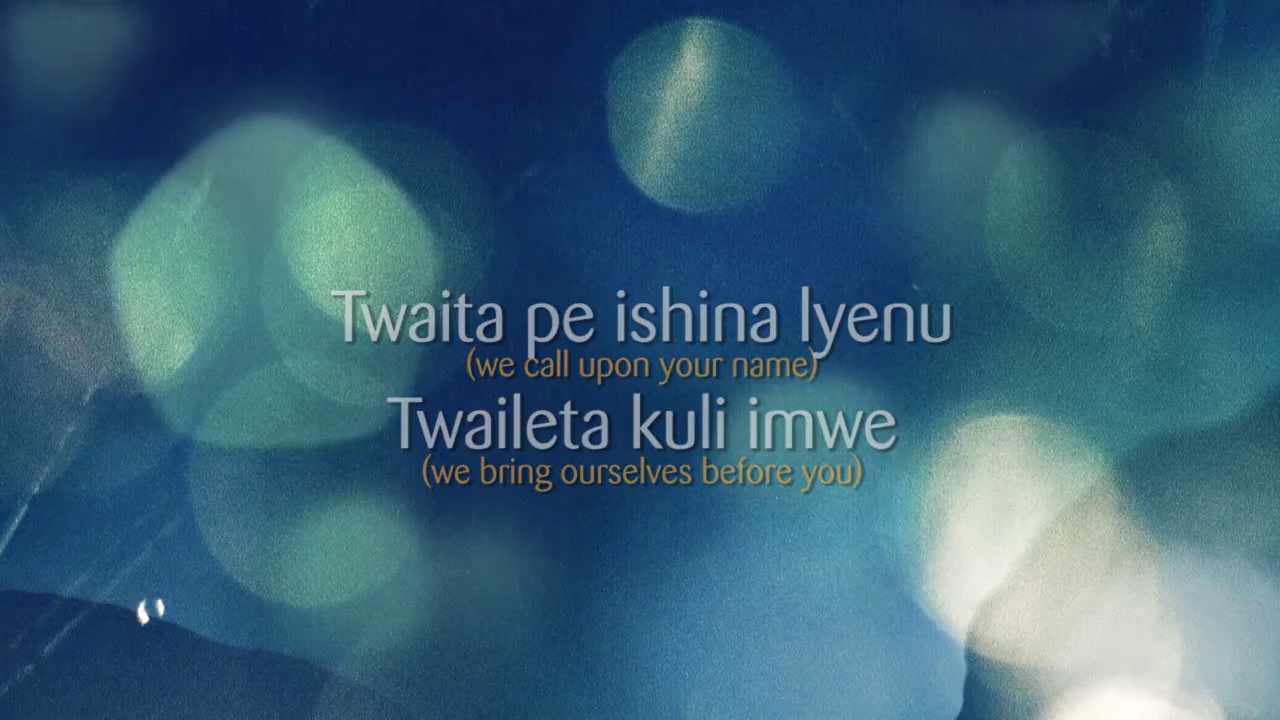 Twaita pe ishina lyenu
(we call upon your name)
Twaileta kuli imwe
(we bring ourselves before you)